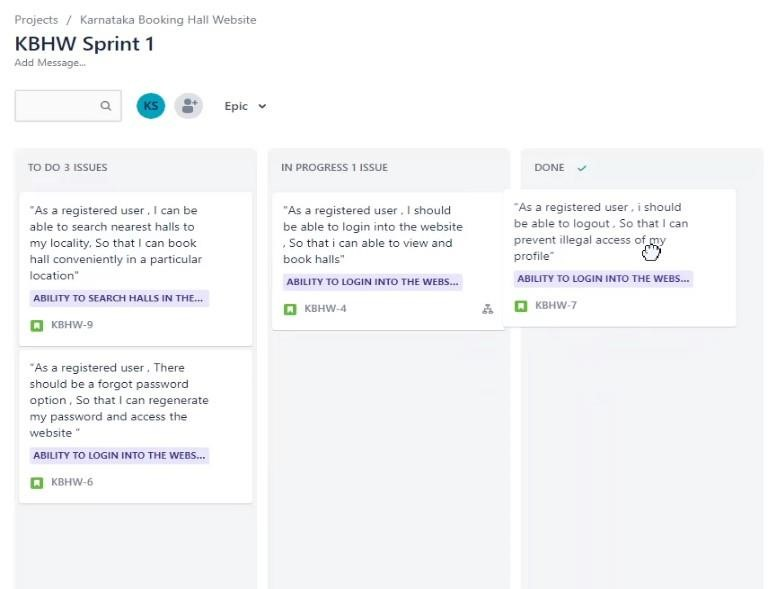 Projects / Karnataka Booking Hall Website
KBHW Sprint 1
Add Message...
KS
Epic
TO DO 3 ISSUES
"As a registered user , I can be
able to search nearest halls to
my locality, So that I can book
hall conveniently in a particular
location"
ABILITY TO SEARCH HALLS IN THE...
KBHW-9
"As a registered user , There
should be a forgot password
option , So that I can regenerate
my password and access the
website "
ABILITY TO LOGIN INTO THE WEBS...
KBHW-6
IN PROGRESS 1 ISSUE
"As a registered user , I should
be able to login into the website
, So that i can able to view and
book halls"
ABILITY TO LOGIN INTO THE WEBS...
KBHW-4
DONE
"As a registered user , i should
be able to logout , So that I can
prevent illegal access of my
profile"
ABILITY TO LOGIN INTO THE WEBS...
KBHW-7